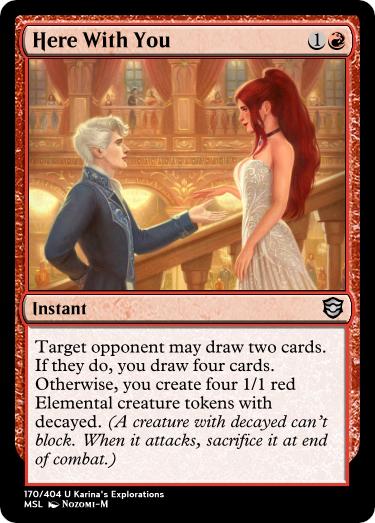 Here With You 1
Instant
Target opponent may draw two cards.
If they do, you draw four cards.
Otherwise, you create four 1/1 red
Elemental creature tokens with
decayed. (A creature with decayed can't
block. When it attacks, sacrifice it at end
of combat.)
170/404 U Karina's Explorations
MSL Nozomi-M